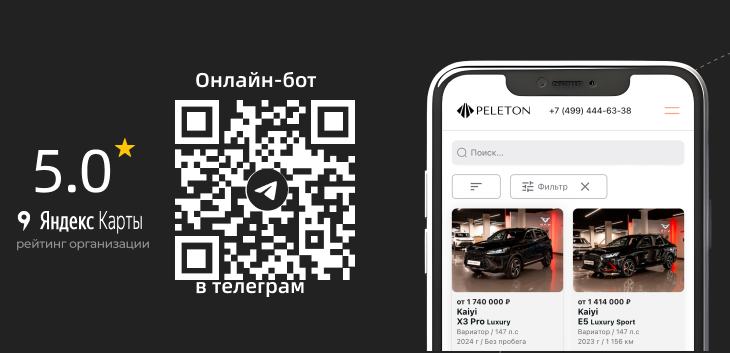 5.0
Яндекс Карты
рейтинг организации
Онлайн-бот
в телеграм
PELETON
+7 (499) 444-63-38
Поиск...
Фильтр
от 1 740 000 ₽
Kaiyi
X3 Pro Luxury
Вариатор / 147 л.с
2024 г / Без пробега
от 1 414 000 ₽
Kaiyi
E5 Luxury Sport
Вариатор / 147 л.с
2023 г / 1 156 км